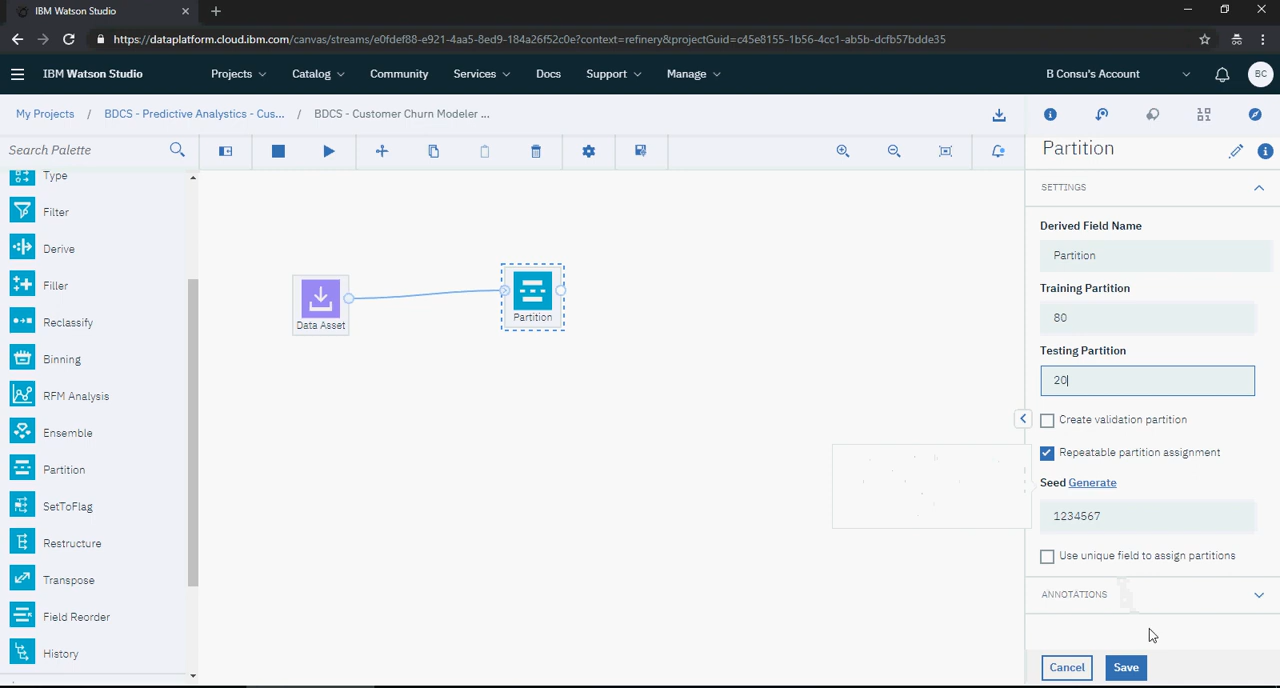 IBM Watson Studio
https://dataplatform.cloud.ibm.com/canvas/streams/e0fdef88-e921-4aa5-8ed9-184a26f52c0e?context=refinery&projectGuid=c45e8155-1b56-4cc1-ab5b-dcfb57bdde35
IBM Watson Studio Projects Catalog Community Services Docs Support Manage B Consu's Account BC
My Projects / BDCS - Predictive Analystics - Cus... / BDCS - Customer Churn Modeler ...
Search Palette
Type
Filter
Derive
Filler
Reclassify
Binning
RFM Analysis
Ensemble
Partition
SetToFlag
Restructure
Transpose
Field Reorder
History
Data Asset
Partition
Partition
SETTINGS
Derived Field Name
Partition
Training Partition
80
Testing Partition
20
Create validation partition
Repeatable partition assignment
Seed Generate
1234567
Use unique field to assign partitions
ANNOTATIONS
Cancel Save